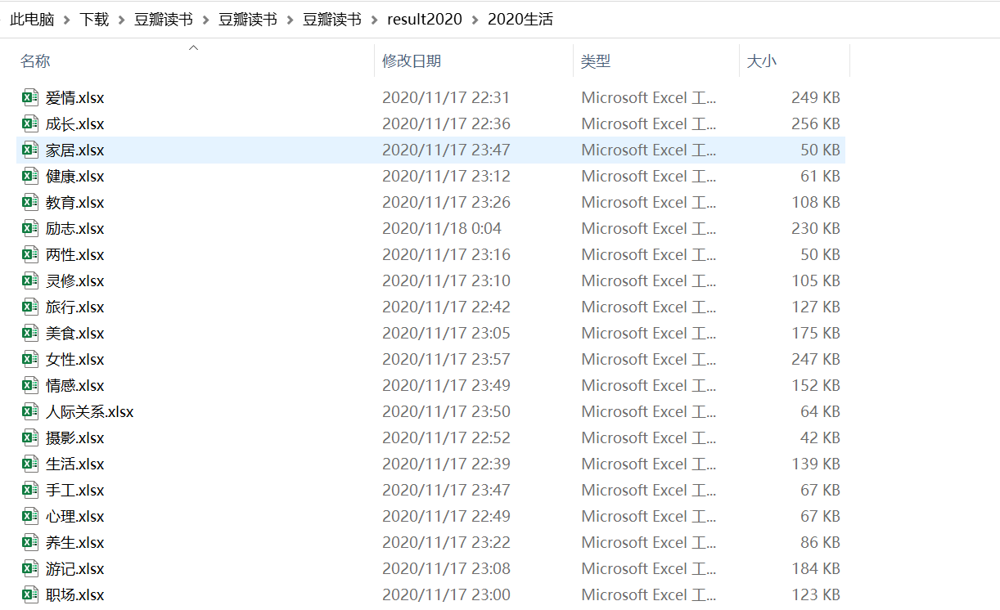 此电脑 > 下载 > 豆瓣读书 > 豆瓣读书 > 豆瓣读书 > result2020 > 2020生活
名称 修改日期 类型 大小
爱情.xlsx 2020/11/17 22:31 Microsoft Excel 工... 249 KB
成长.xlsx 2020/11/17 22:36 Microsoft Excel 工... 256 KB
家居.xlsx 2020/11/17 23:47 Microsoft Excel 工... 50 KB
健康.xlsx 2020/11/17 23:12 Microsoft Excel 工... 61 KB
教育.xlsx 2020/11/17 23:26 Microsoft Excel 工... 108 KB
励志.xlsx 2020/11/18 0:04 Microsoft Excel 工... 230 KB
两性.xlsx 2020/11/17 23:16 Microsoft Excel 工... 50 KB
灵修.xlsx 2020/11/17 23:10 Microsoft Excel 工... 105 KB
旅行.xlsx 2020/11/17 22:42 Microsoft Excel 工... 127 KB
美食.xlsx 2020/11/17 23:05 Microsoft Excel 工... 175 KB
女性.xlsx 2020/11/17 23:57 Microsoft Excel 工... 247 KB
情感.xlsx 2020/11/17 23:49 Microsoft Excel 工... 152 KB
人际关系.xlsx 2020/11/17 23:50 Microsoft Excel 工... 64 KB
摄影.xlsx 2020/11/17 22:52 Microsoft Excel 工... 42 KB
生活.xlsx 2020/11/17 22:39 Microsoft Excel 工... 139 KB
手工.xlsx 2020/11/17 23:47 Microsoft Excel 工... 67 KB
心理.xlsx 2020/11/17 22:49 Microsoft Excel 工... 67 KB
养生.xlsx 2020/11/17 23:22 Microsoft Excel 工... 86 KB
游记.xlsx 2020/11/17 23:08 Microsoft Excel 工... 184 KB
职场.xlsx 2020/11/17 23:00 Microsoft Excel 工... 123 KB